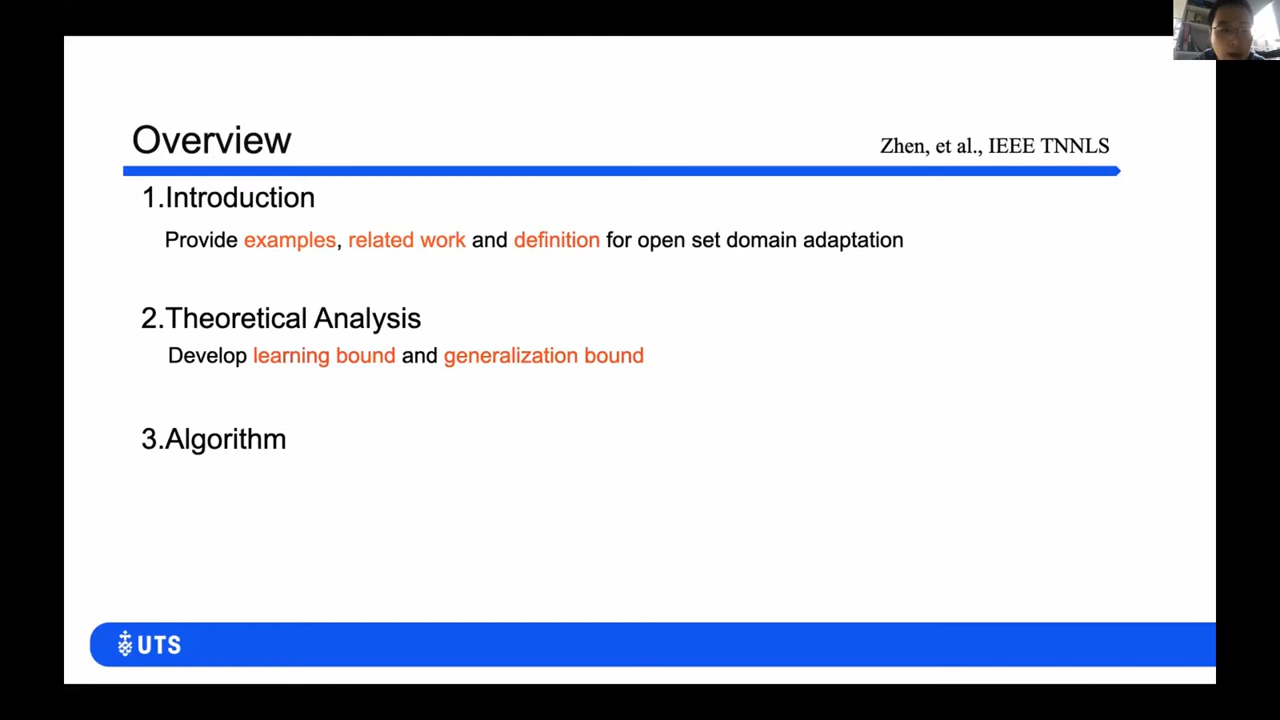 Overview
Zhen, et al., IEEE TNNLS
1.Introduction
Provide examples, related work and definition for open set domain adaptation
2.Theoretical Analysis
Develop learning bound and generalization bound
3.Algorithm
UTS